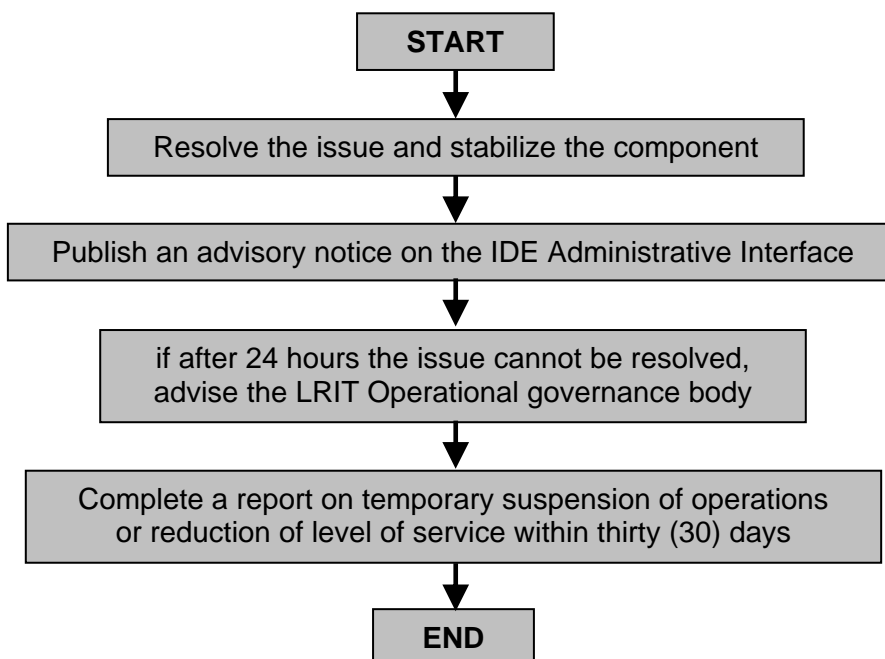 START
Resolve the issue and stabilize the component
Publish an advisory notice on the IDE Administrative Interface
if after 24 hours the issue cannot be resolved,
advise the LRIT Operational governance body
Complete a report on temporary suspension of operations
or reduction of level of service within thirty (30) days
END